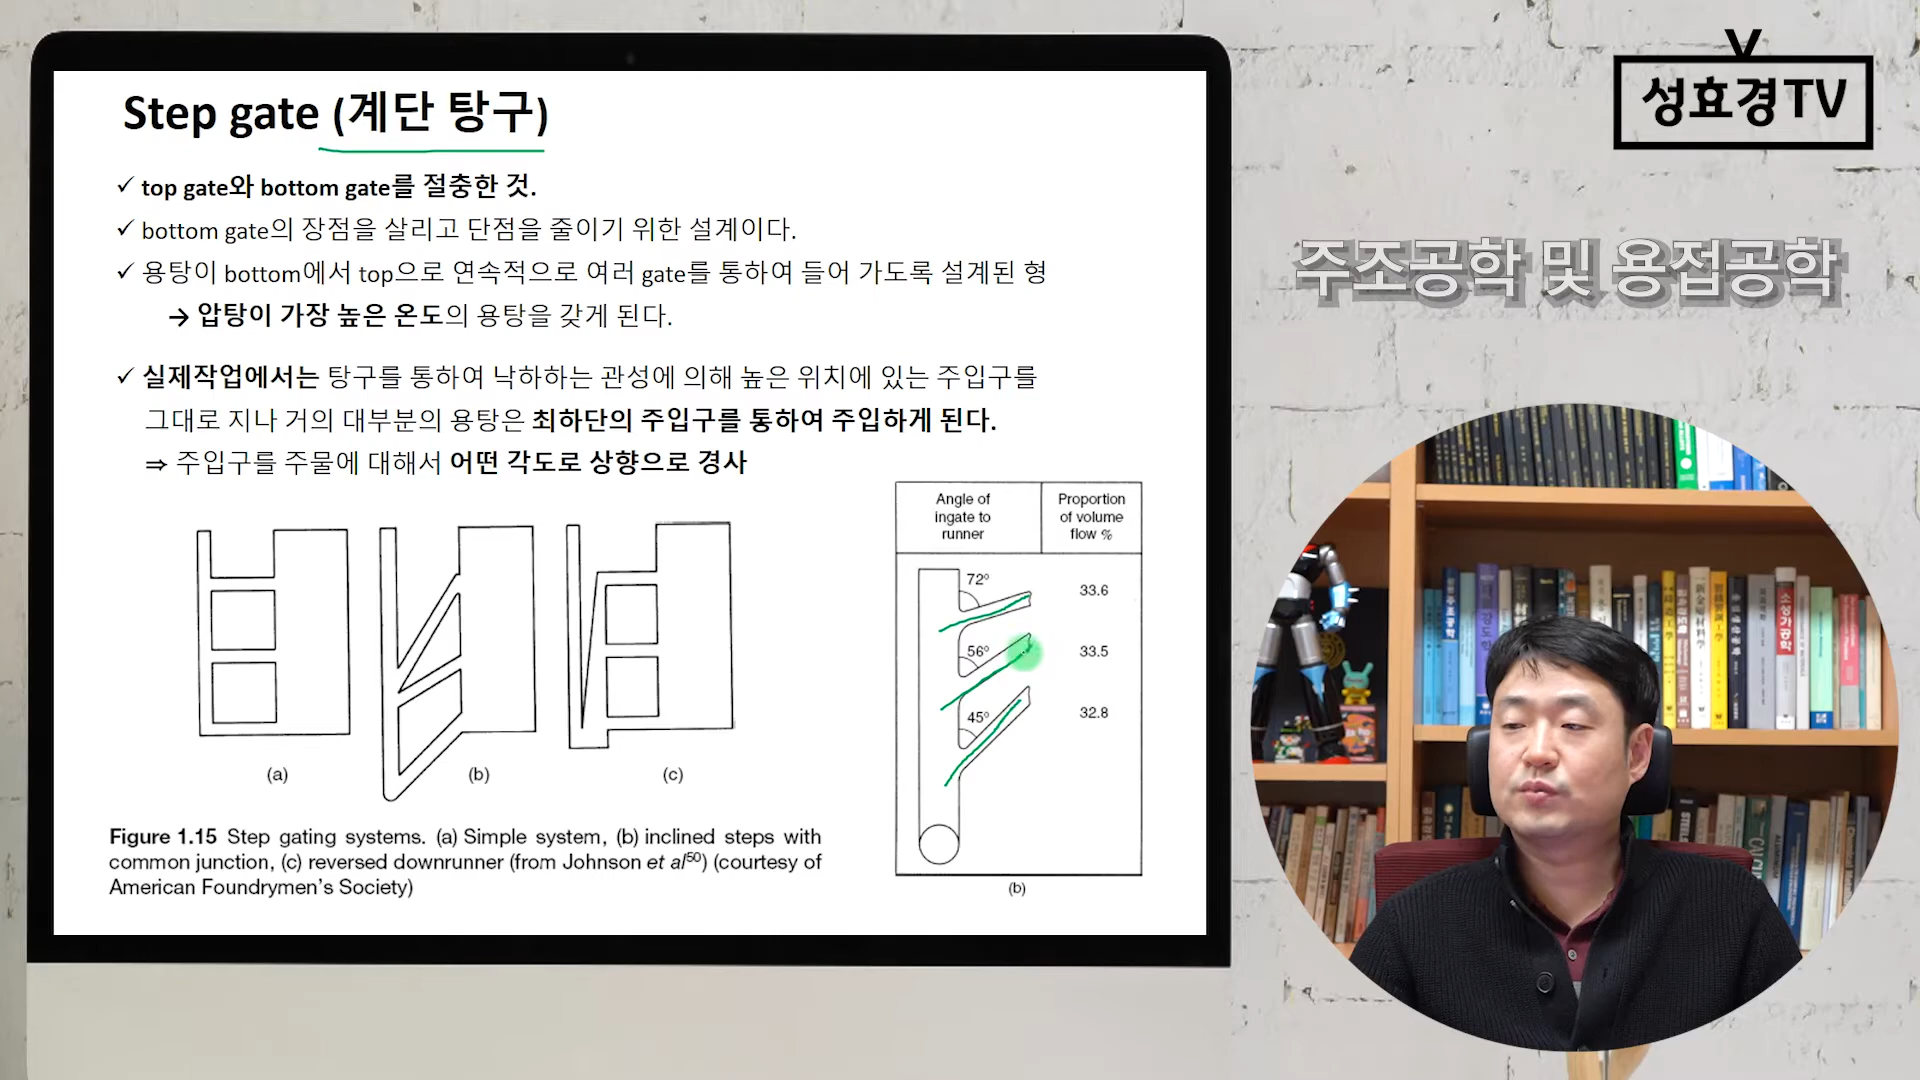 Step gate (계단 탕구)
✓ top gate와 bottom gate를 절충한 것.
✓ bottom gate의 장점을 살리고 단점을 줄이기 위한 설계이다.
✓ 용탕이 bottom에서 top으로 연속적으로 여러 gate를 통하여 들어 가도록 설계된 형
→ 압탕이 가장 높은 온도의 용탕을 갖게 된다.
✓ 실제작업에서는 탕구를 통하여 낙하하는 관성에 의해 높은 위치에 있는 주입구를
그대로 지나 거의 대부분의 용탕은 최하단의 주입구를 통하여 주입하게 된다.
⇒ 주입구를 주물에 대해서 어떤 각도로 상향으로 경사
(a)
(b)
(c)
Figure 1.15 Step gating systems. (a) Simple system, (b) inclined steps with
common junction, (c) reversed downrunner (from Johnson et al50) (courtesy of
American Foundrymen's Society)
Angle of
ingate to
runner
Proportion
of volume
flow %
72º
33.6
56º
33.5
45º
32.8
(b)
성효경TV
주조공학 및 용접공학
소성가공학